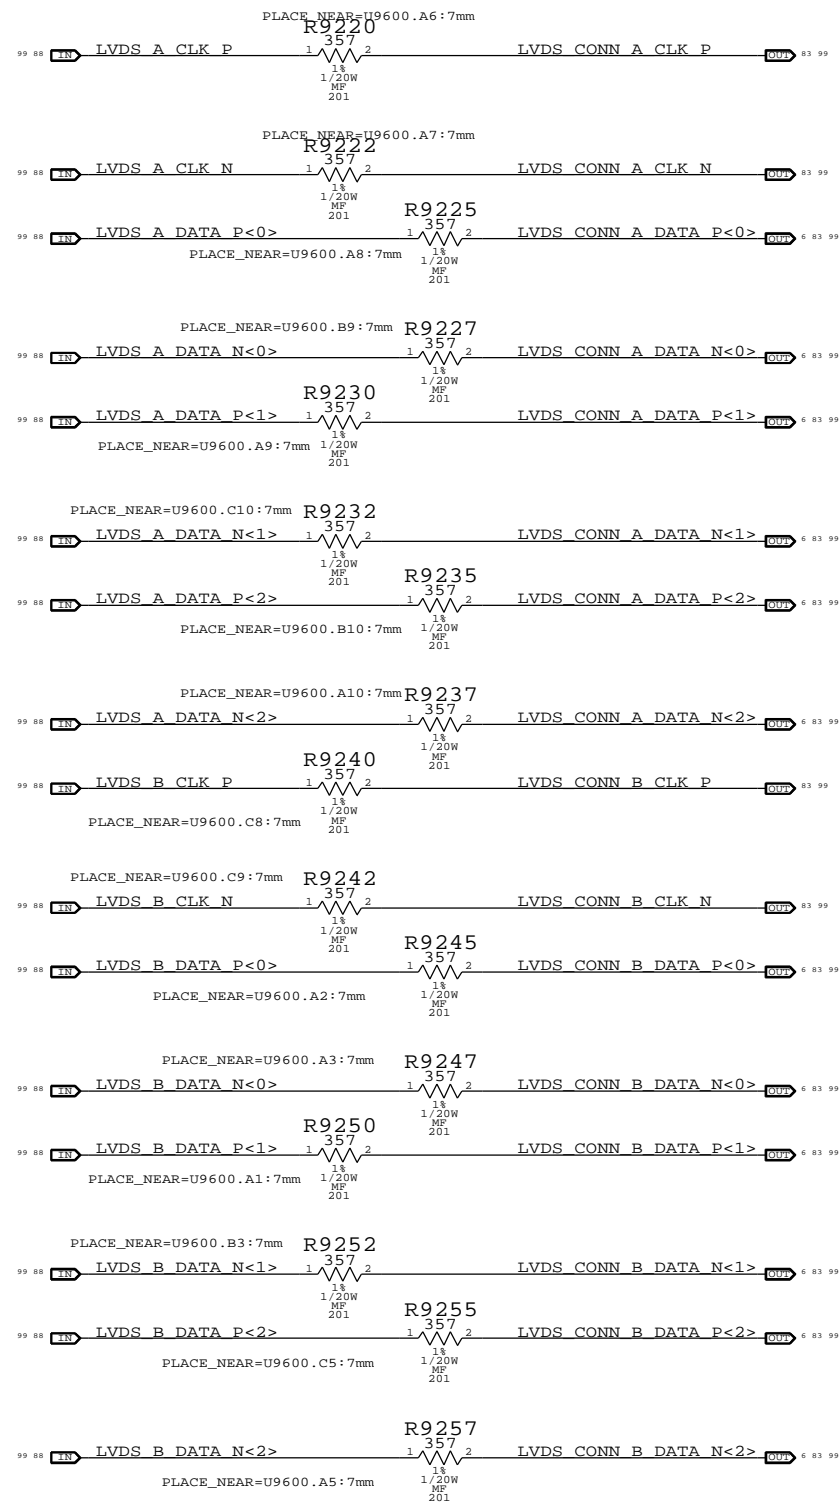 PLACE_NEAR=U9600.A6:7mm
R9220
99 88 IN LVDS_A_CLK_P 1 357 2 LVDS_CONN_A_CLK_P OUT 83 99
1%
1/20W
MF
201
PLACE_NEAR=U9600.A7:7mm
R9222
99 88 IN LVDS_A_CLK_N 1 357 2 LVDS_CONN_A_CLK_N OUT 83 99
1%
1/20W
MF
201
R9225
99 88 IN LVDS_A_DATA_P<0> 1 357 2 LVDS_CONN_A_DATA_P<0> OUT 6 83 99
PLACE_NEAR=U9600.A8:7mm
1%
1/20W
MF
201
PLACE_NEAR=U9600.B9:7mm R9227
99 88 IN LVDS_A_DATA_N<0> 1 357 2 LVDS_CONN_A_DATA_N<0> OUT 6 83 99
1%
1/20W
MF
201
R9230
99 88 IN LVDS_A_DATA_P<1> 1 357 2 LVDS_CONN_A_DATA_P<1> OUT 6 83 99
1%
PLACE_NEAR=U9600.A9:7mm 1/20W
MF
201
PLACE_NEAR=U9600.C10:7mm R9232
99 88 IN LVDS_A_DATA_N<1> 1 357 2 LVDS_CONN_A_DATA_N<1> OUT 6 83 99
1%
1/20W
MF
201
R9235
99 88 IN LVDS_A_DATA_P<2> 1 357 2 LVDS_CONN_A_DATA_P<2> OUT 6 83 99
1%
PLACE_NEAR=U9600.B10:7mm 1/20W
MF
201
PLACE_NEAR=U9600.A10:7mm R9237
99 88 IN LVDS_A_DATA_N<2> 1 357 2 LVDS_CONN_A_DATA_N<2> OUT 6 83 99
1%
1/20W
MF
201
R9240
99 88 IN LVDS_B_CLK_P 1 357 2 LVDS_CONN_B_CLK_P OUT 83 99
1%
1/20W
PLACE_NEAR=U9600.C8:7mm MF
201
PLACE_NEAR=U9600.C9:7mm R9242
99 88 IN LVDS_B_CLK_N 1 357 2 LVDS_CONN_B_CLK_N OUT 83 99
1%
1/20W
MF
201
R9245
99 88 IN LVDS_B_DATA_P<0> 1 357 2 LVDS_CONN_B_DATA_P<0> OUT 6 83 99
1%
PLACE_NEAR=U9600.A2:7mm 1/20W
MF
201
PLACE_NEAR=U9600.A3:7mm R9247
99 88 IN LVDS_B_DATA_N<0> 1 357 2 LVDS_CONN_B_DATA_N<0> OUT 6 83 99
1%
1/20W
MF
201
R9250
99 88 IN LVDS_B_DATA_P<1> 1 357 2 LVDS_CONN_B_DATA_P<1> OUT 6 83 99
1%
PLACE_NEAR=U9600.A1:7mm 1/20W
MF
201
PLACE_NEAR=U9600.B3:7mm R9252
99 88 IN LVDS_B_DATA_N<1> 1 357 2 LVDS_CONN_B_DATA_N<1> OUT 6 83 99
1%
1/20W
MF
201
R9255
99 88 IN LVDS_B_DATA_P<2> 1 357 2 LVDS_CONN_B_DATA_P<2> OUT 6 83 99
1%
PLACE_NEAR=U9600.C5:7mm 1/20W
MF
201
R9257
99 88 IN LVDS_B_DATA_N<2> 1 357 2 LVDS_CONN_B_DATA_N<2> OUT 6 83 99
1%
PLACE_NEAR=U9600.A5:7mm 1/20W
MF
201